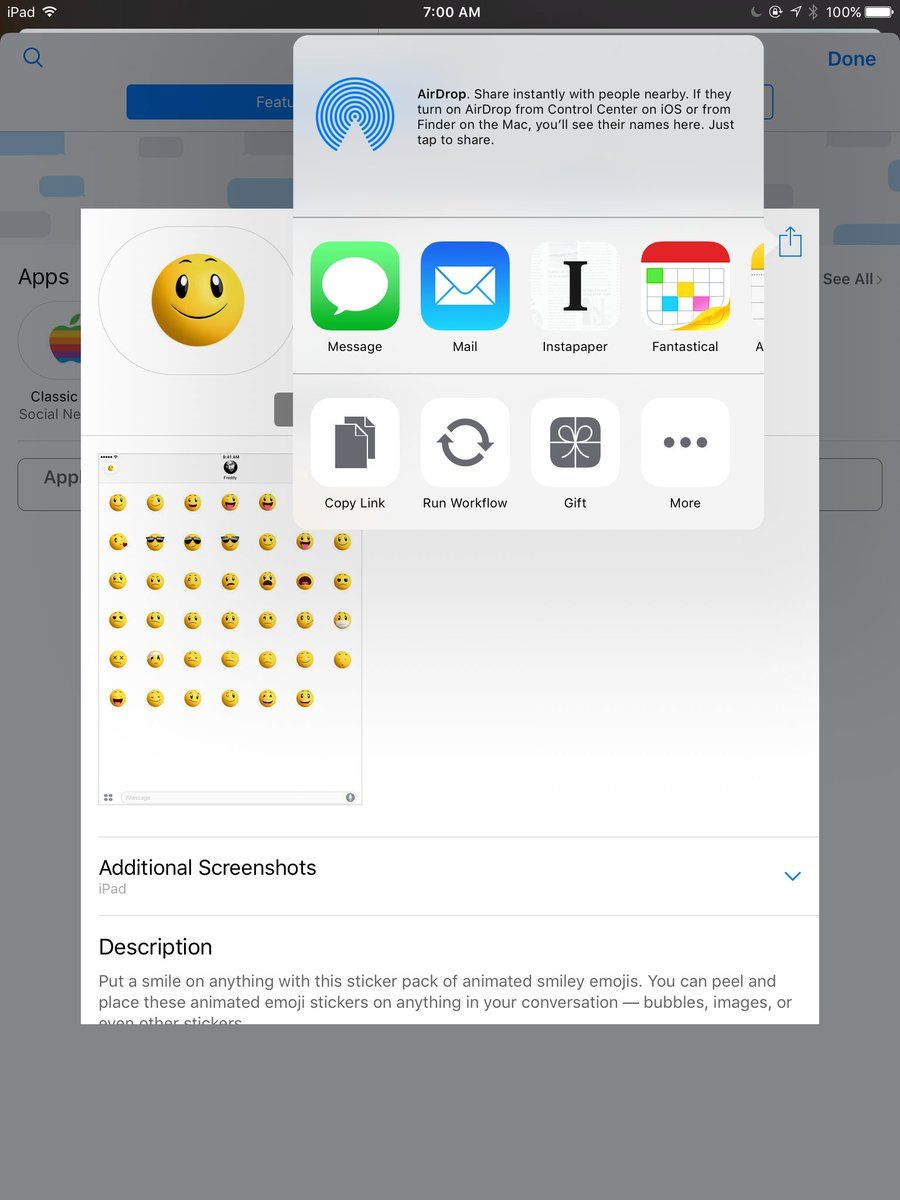 iPad
7:00 AM
100%
Done
Featu
AirDrop. Share instantly with people nearby. If they
turn on AirDrop from Control Center on iOS or from
Finder on the Mac, you’ll see their names here. Just
tap to share.
Apps
See All
Message
Mail
Instapaper
Fantastical
A
Classic
Social Ne
Appl
Copy Link
Run Workflow
Gift
More
9:41 AM
Freddy
iMessage
Additional Screenshots
iPad
Description
Put a smile on anything with this sticker pack of animated smiley emojis. You can peel and
place these animated emoji stickers on anything in your conversation — bubbles, images, or
even other stickers